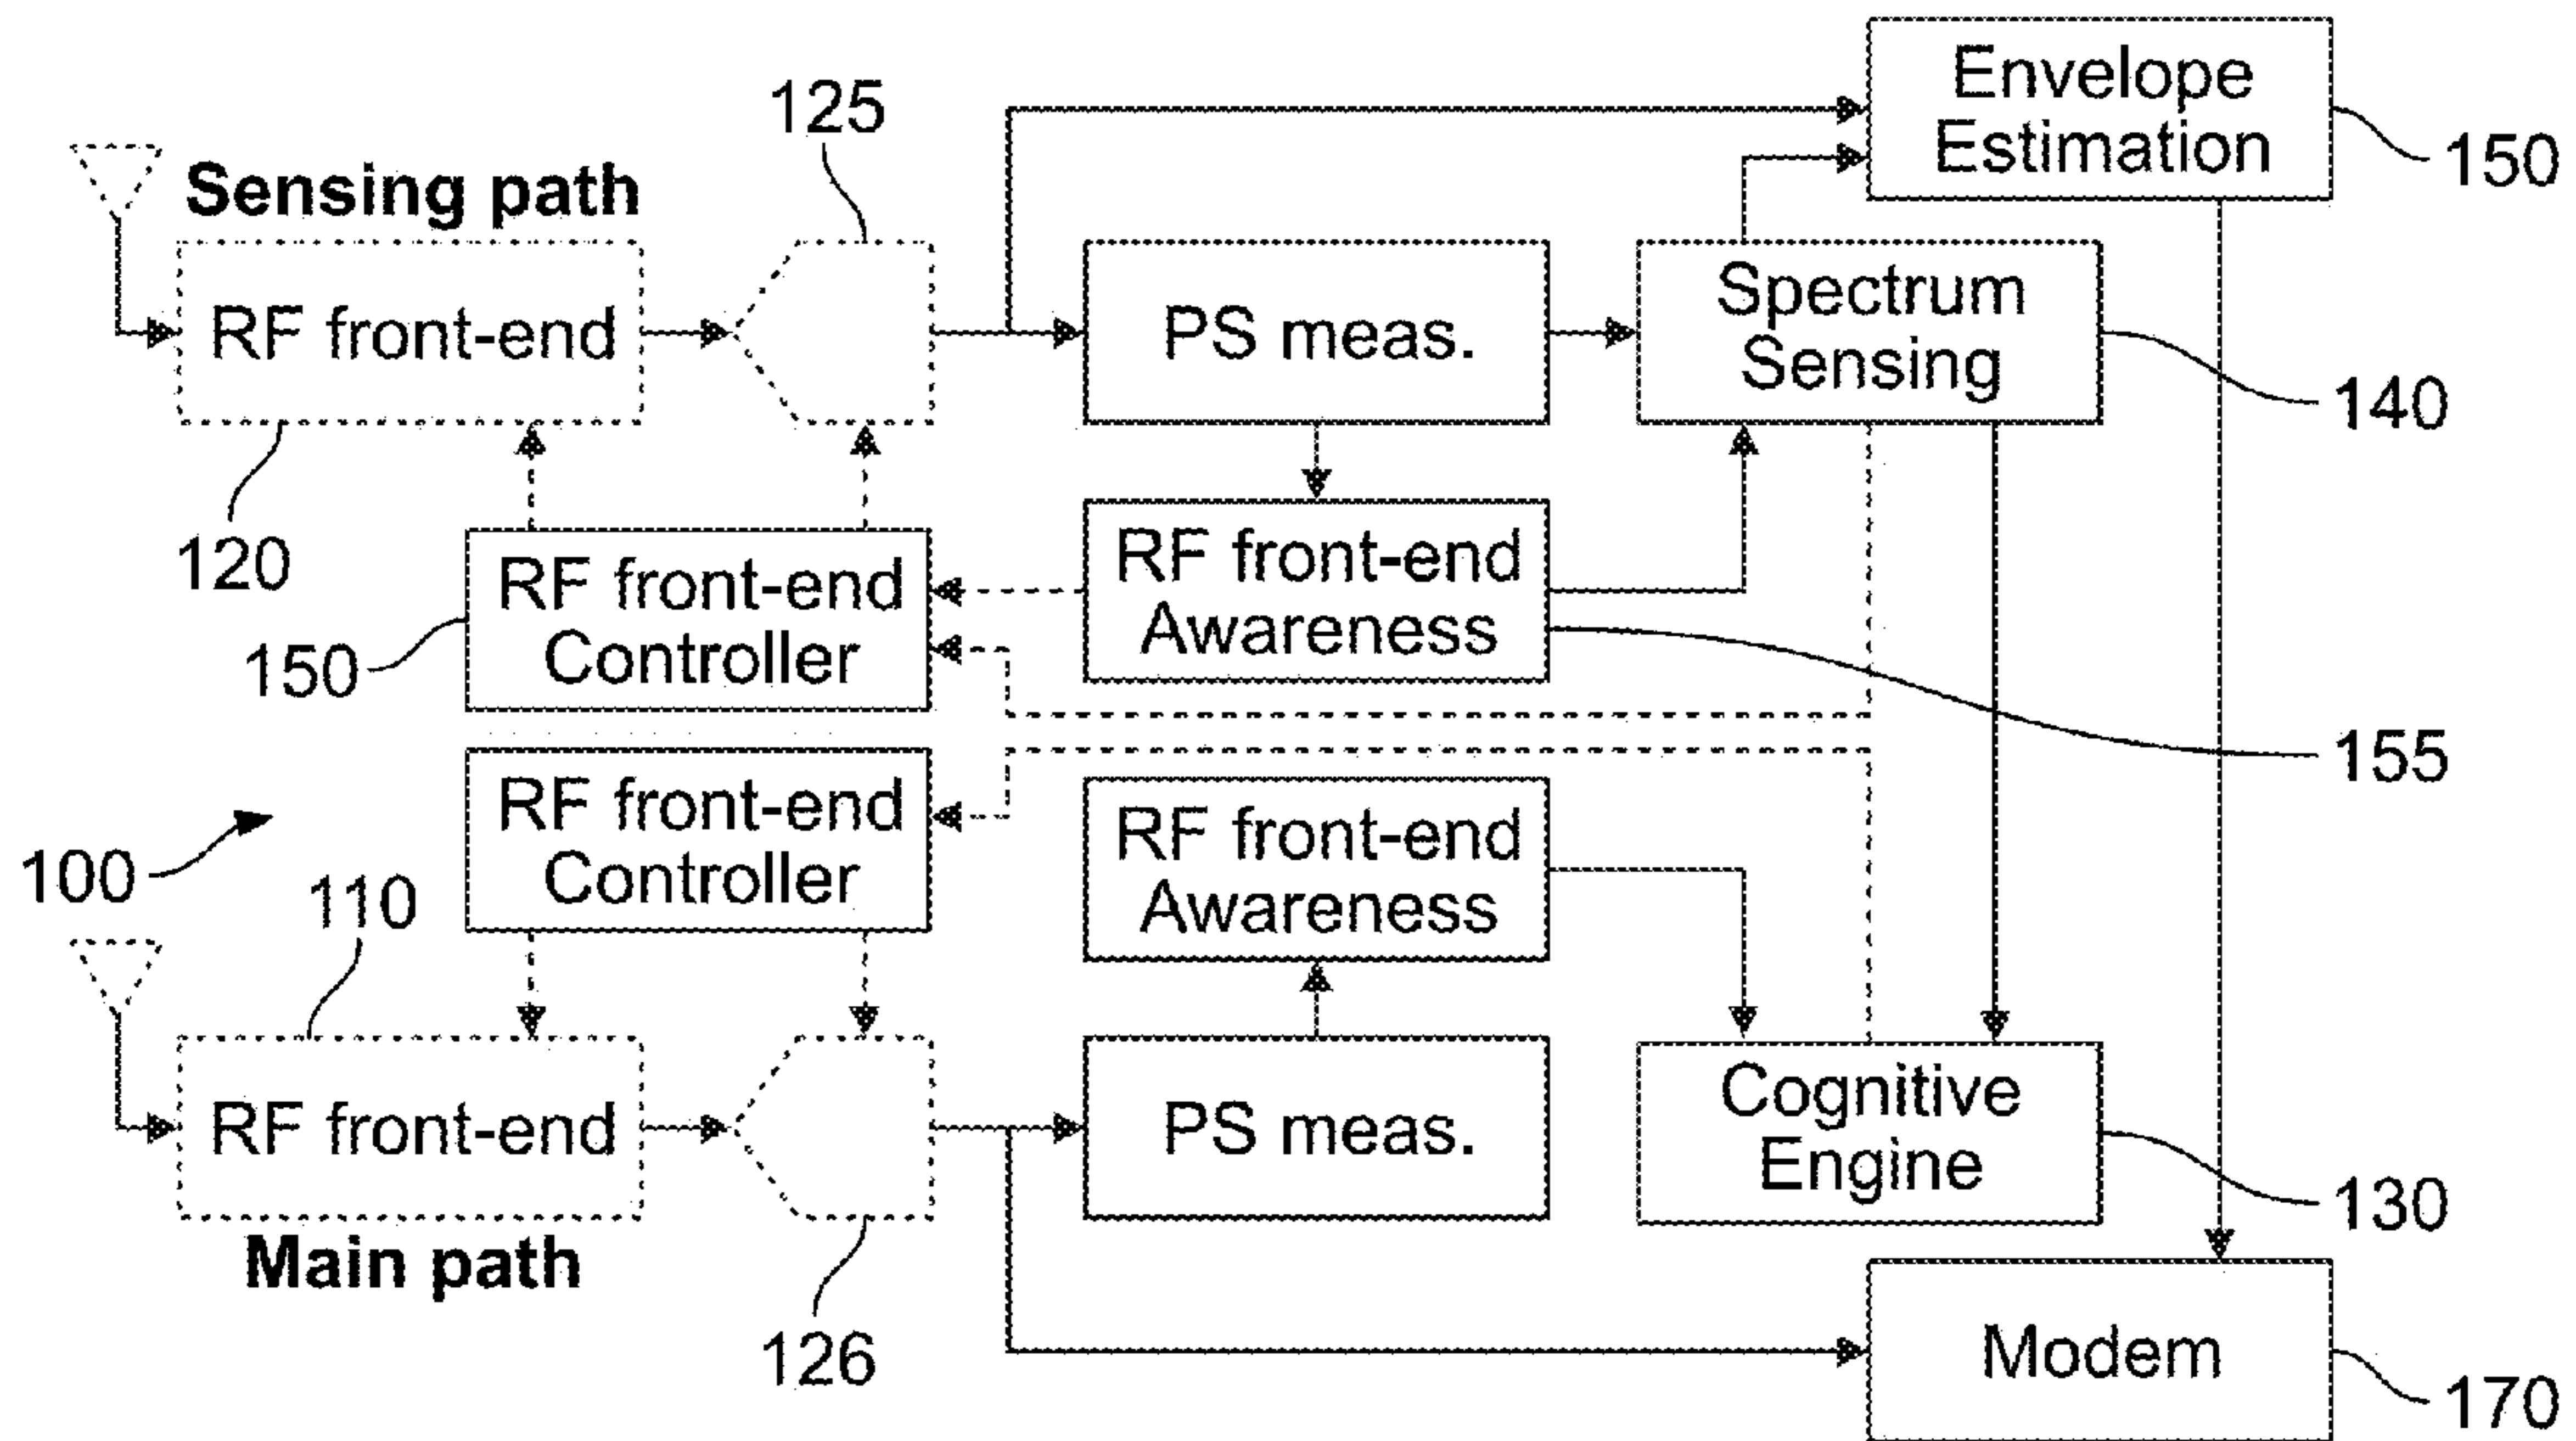 Envelope
Estimation
150
125
Sensing path
RF front-end
PS meas.
Spectrum
Sensing
140
120
RF front-end
Controller
150
RF front-end
Awareness
155
100
110
RF front-end
Controller
RF front-end
Awareness
RF front-end
PS meas.
Cognitive
Engine
130
Main path
126
Modem
170